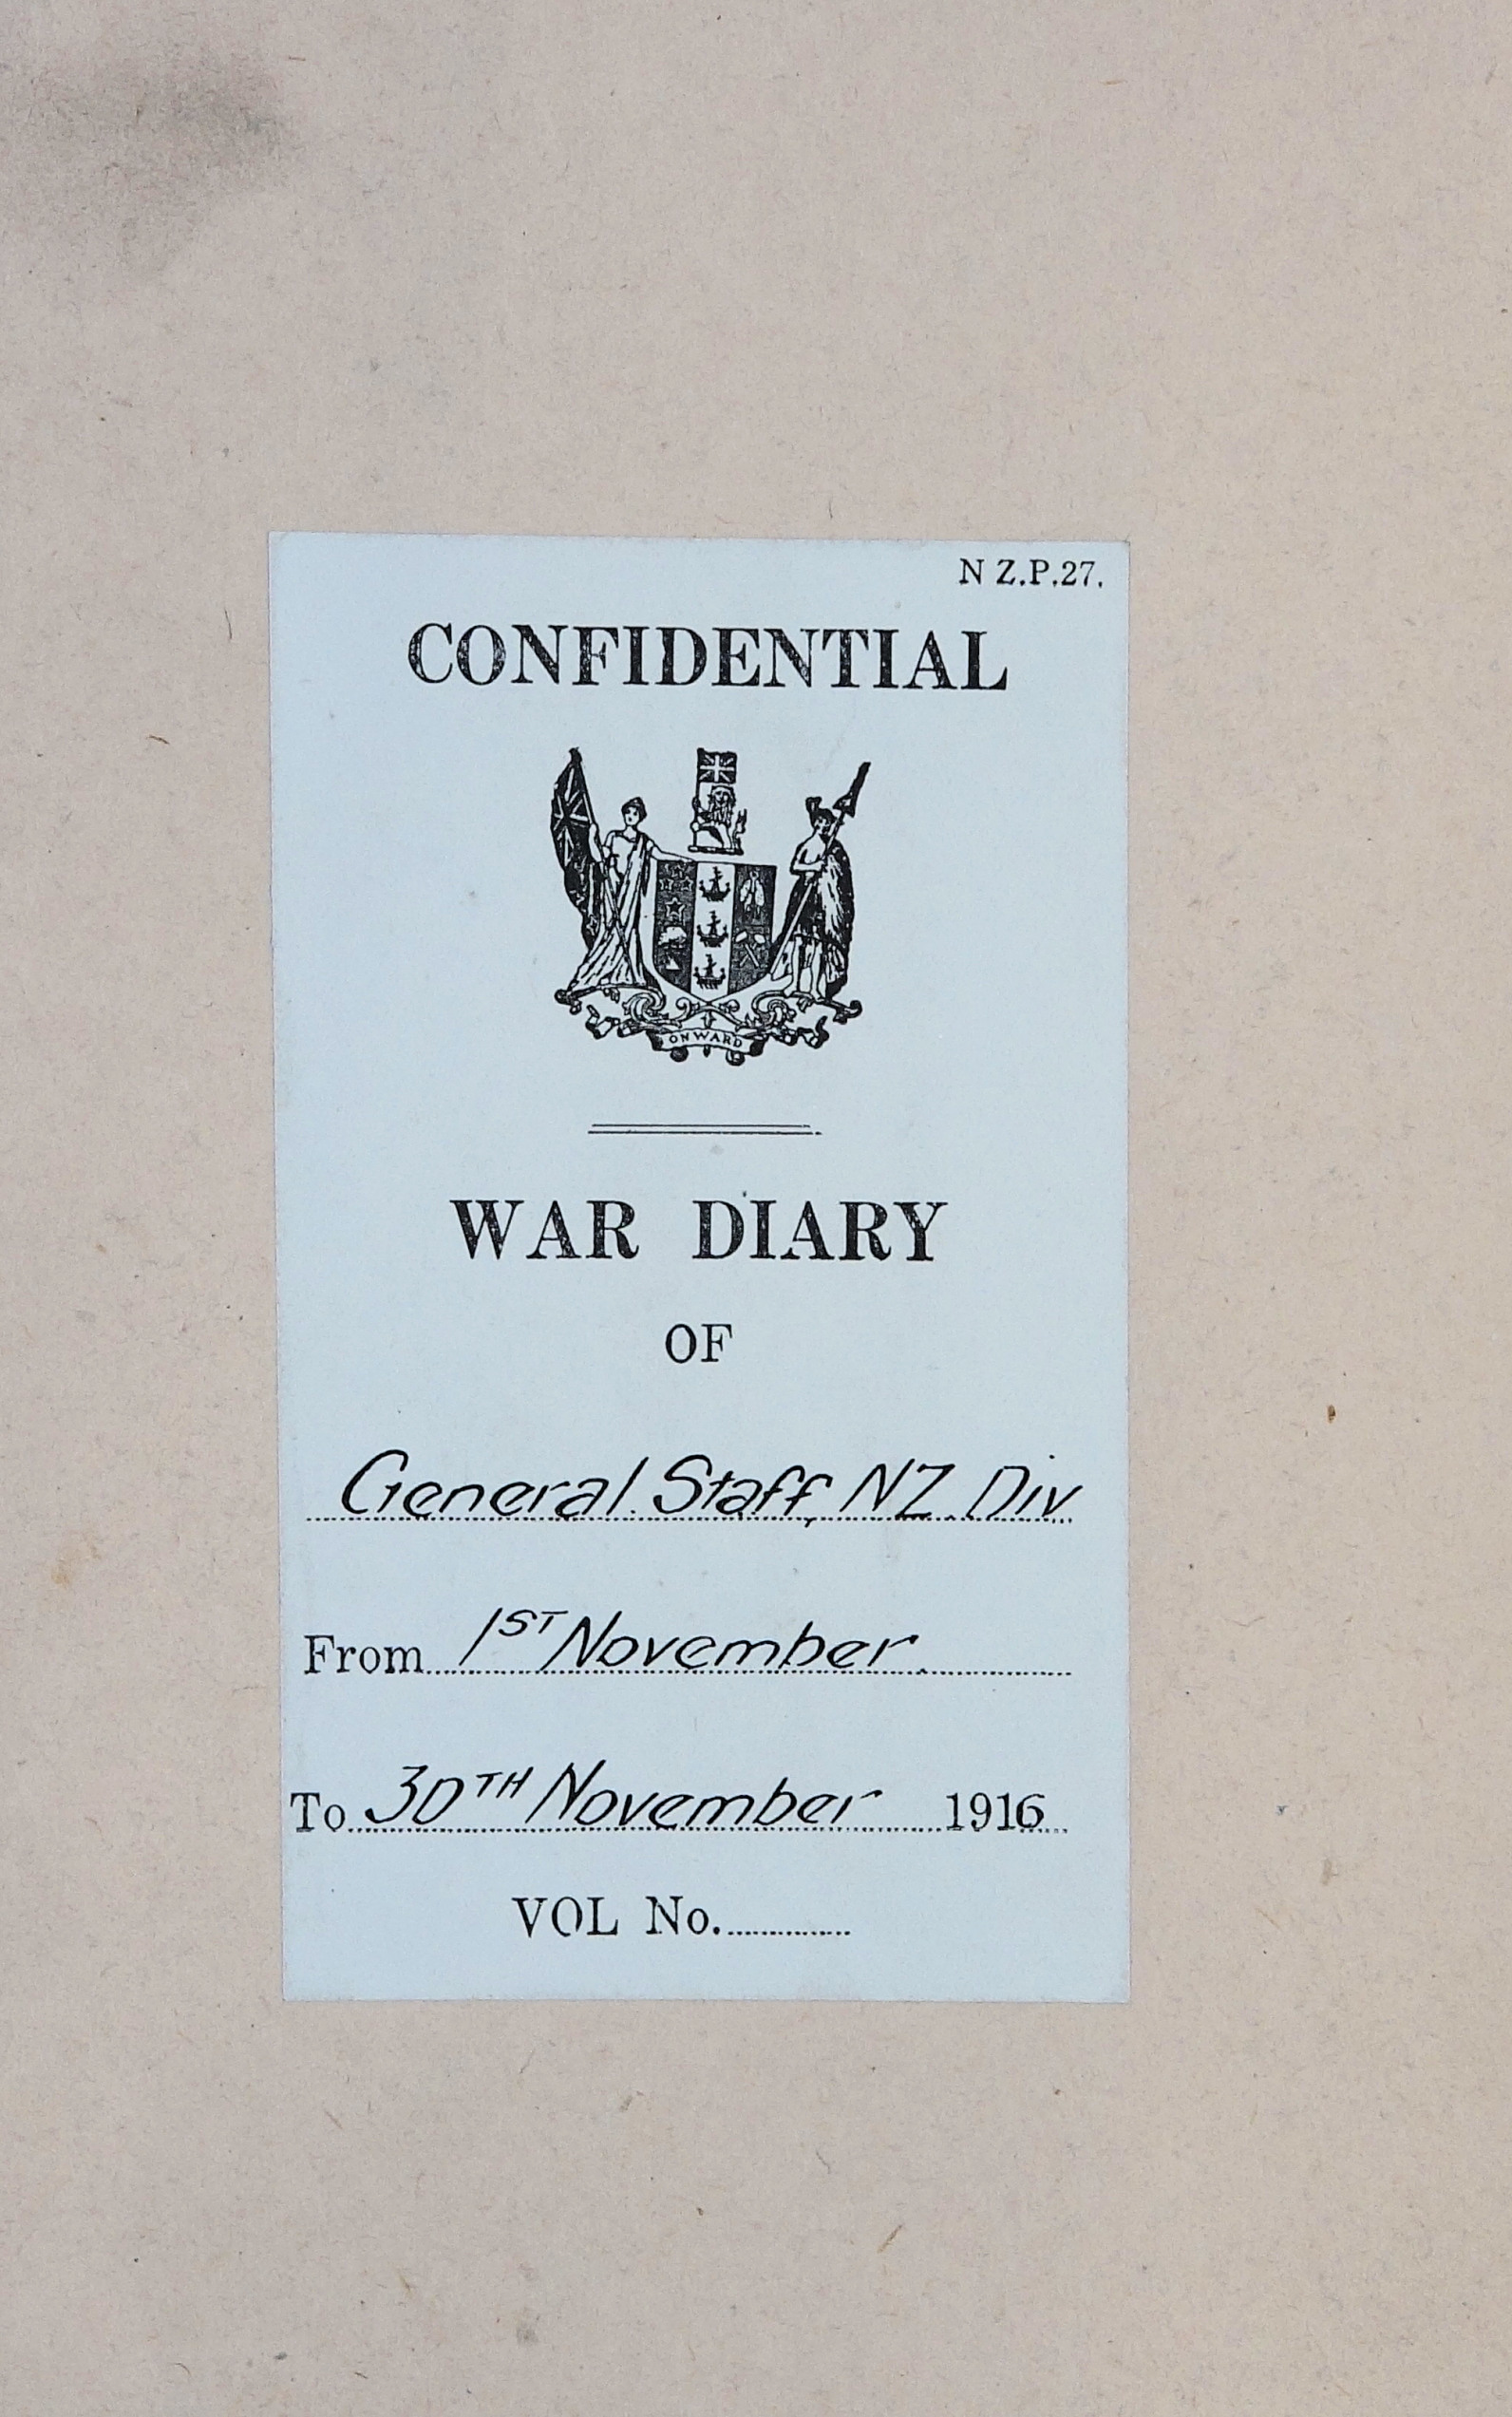 N Z.P.27.
CONFIDENTIAL
ONWARD
WAR DIARY
OF
General Staff, NZ. Div
From 1ST November
To 30TH November 1916
VOL No.